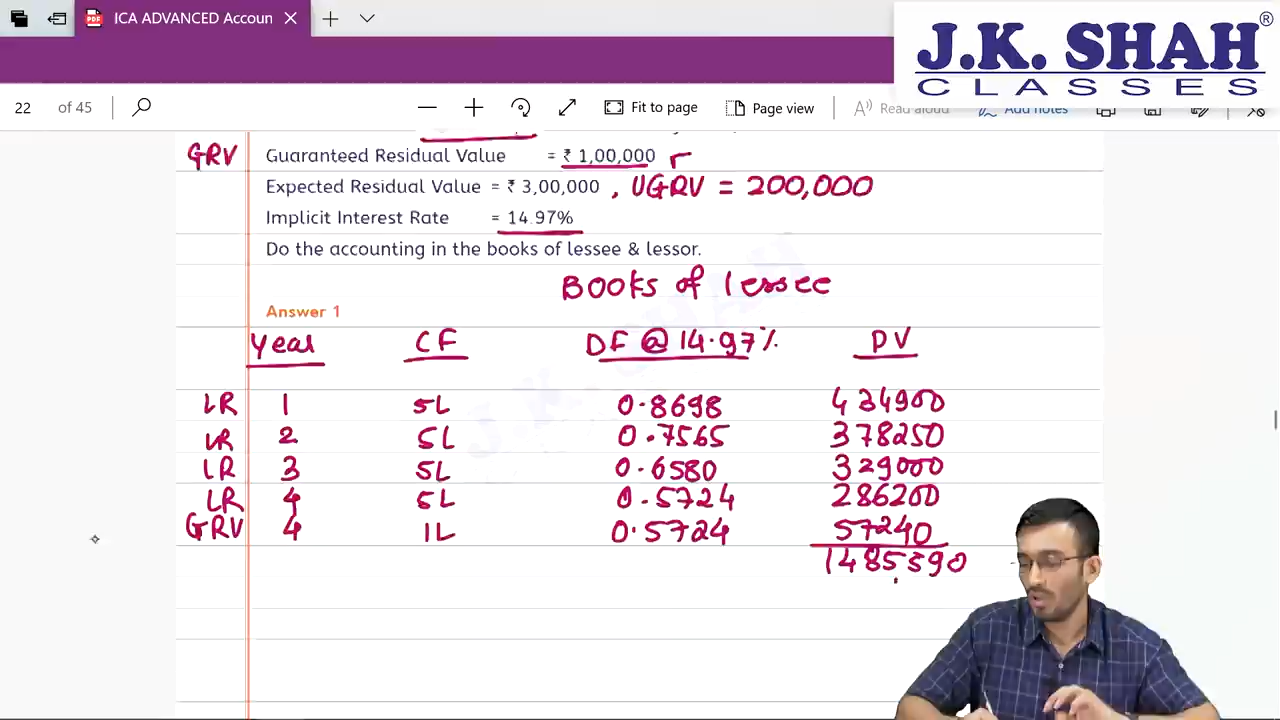 ICA ADVANCED Accoun
J.K. SHAH®
CLASSES
22 of 45
Fit to page
Page view
Read aloud
Add notes
GRV Guaranteed Residual Value = ₹ 1,00,000
Expected Residual Value = ₹ 3,00,000 , UGRV = 200,000
Implicit Interest Rate = 14.97%
Do the accounting in the books of lessee & lessor.
Books of lessee
Answer 1
Year CF DF @ 14.97% PV
LR 1 5L 0.8698 434900
LR 2 5L 0.7565 378250
LR 3 5L 0.6580 329000
LR 4 5L 0.5724 286200
GRV 4 1L 0.5724 57240
1485590